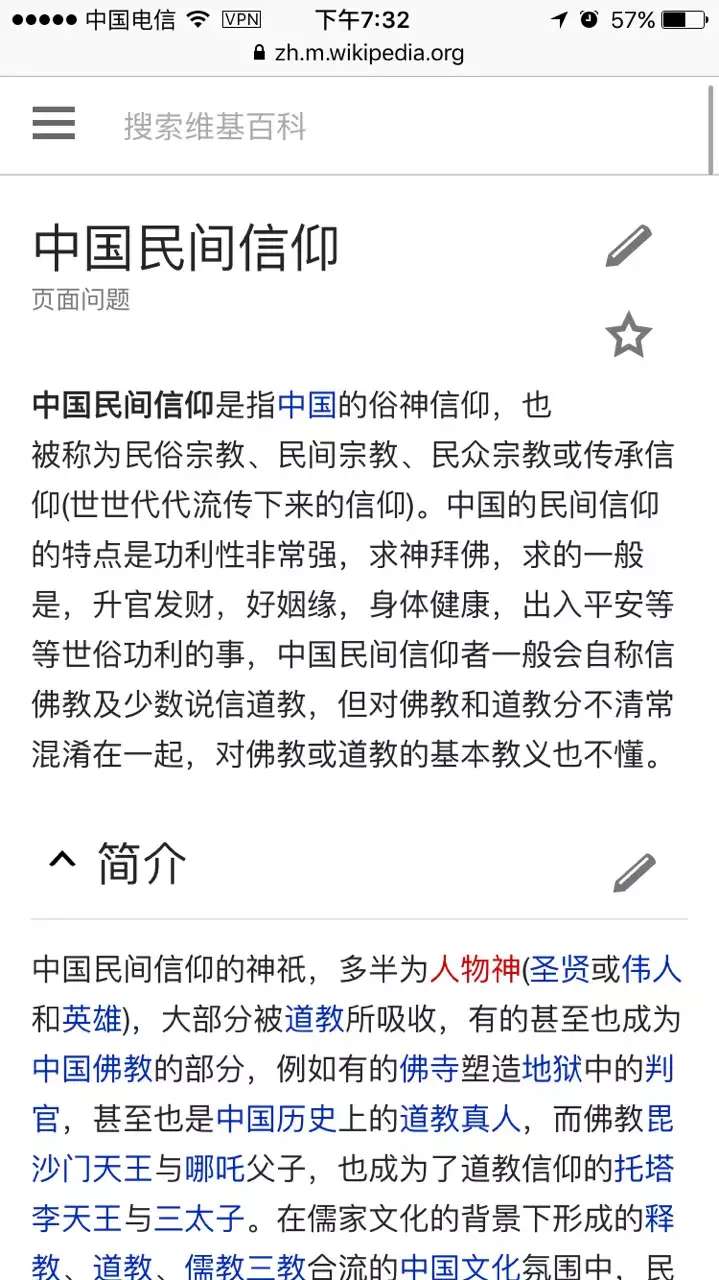 中国电信 VPN 下午7:32 57%
zh.m.wikipedia.org
搜索维基百科
中国民间信仰
页面问题
中国民间信仰是指中国的俗神信仰，也
被称为民俗宗教、民间宗教、民众宗教或传承信
仰(世世代代流传下来的信仰)。中国的民间信仰
的特点是功利性非常强，求神拜佛，求的一般
是，升官发财，好姻缘，身体健康，出入平安等
等世俗功利的事，中国民间信仰者一般会自称信
佛教及少数说信道教，但对佛教和道教分不清常
混淆在一起，对佛教或道教的基本教义也不懂。
简介
中国民间信仰的神祇，多半为人物神(圣贤或伟人
和英雄)，大部分被道教所吸收，有的甚至也成为
中国佛教的部分，例如有的佛寺塑造地狱中的判
官，甚至也是中国历史上的道教真人，而佛教毘
沙门天王与哪吒父子，也成为了道教信仰的托塔
李天王与三太子。在儒家文化的背景下形成的释
教、道教、儒教三教合流的中国文化氛围中，民